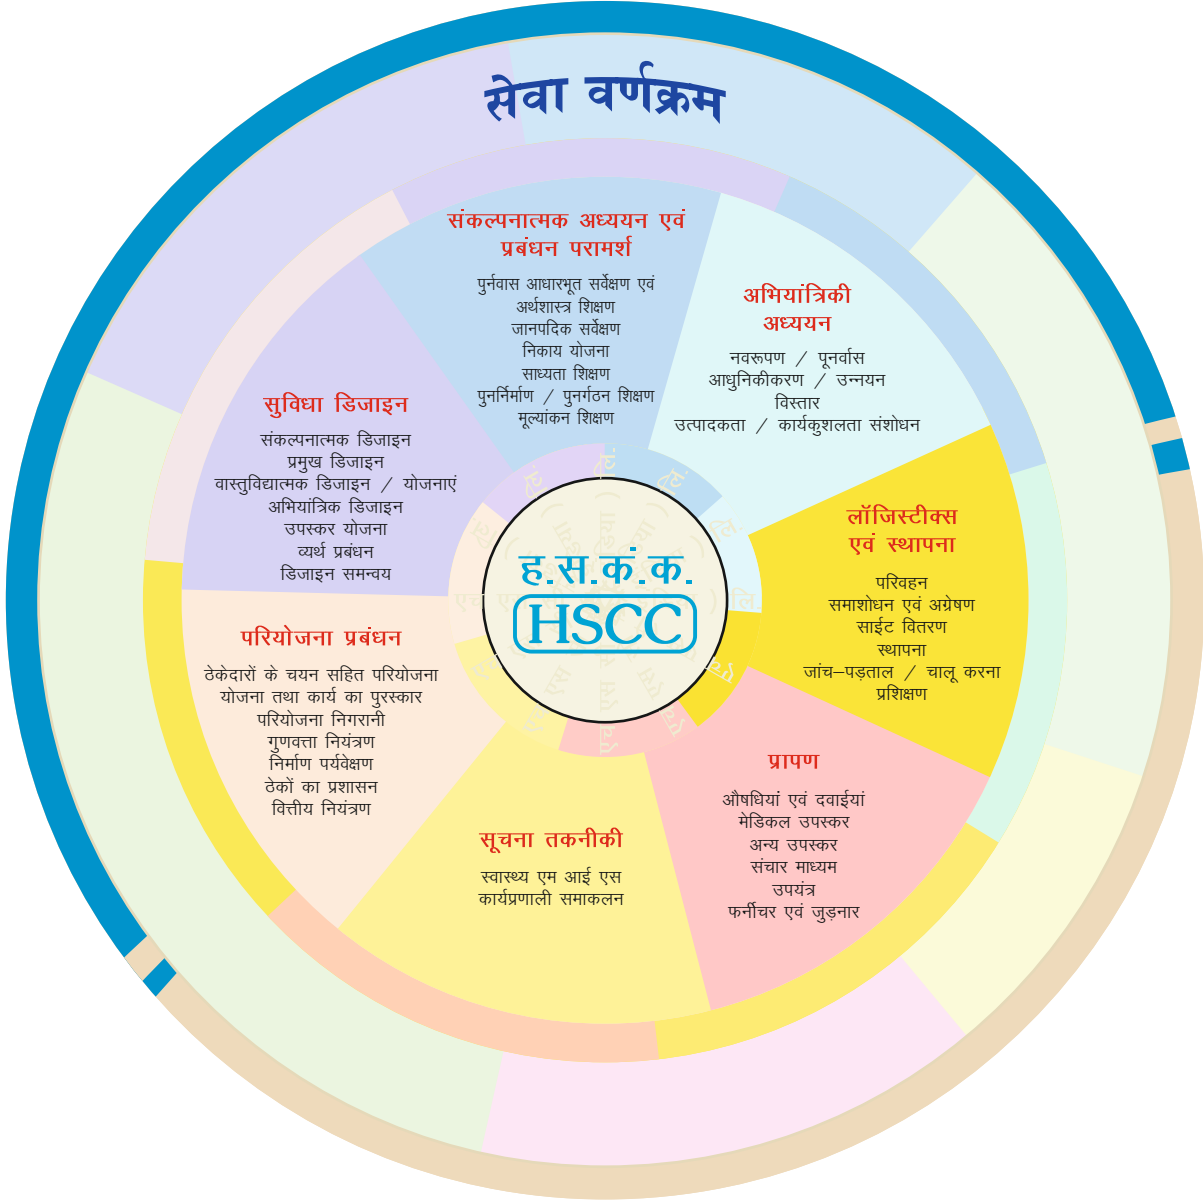 सेवा वर्णक्रम
संकल्पनात्मक अध्ययन एवं
प्रबंधन परामर्श
पुर्नवास आधारभूत सर्वेक्षण एवं
अर्थशास्त्र शिक्षण
जानपदिक सर्वेक्षण
निकाय योजना
साध्यता शिक्षण
पुनर्निर्माण / पुनर्गठन शिक्षण
मूल्यांकन शिक्षण
अभियांत्रिकी
अध्ययन
नवरूपण / पूनर्वास
आधुनिकीकरण / उन्नयन
विस्तार
उत्पादकता / कार्यकुशलता संशोधन
लॉजिस्टीक्स
एवं स्थापना
परिवहन
समाशोधन एवं अग्रेषण
साईट वितरण
स्थापना
जांच–पड़ताल / चालू करना
प्रशिक्षण
प्रापण
औषधियां एवं दवाईयां
मेडिकल उपस्कर
अन्य उपस्कर
संचार माध्यम
उपयंत्र
फर्नीचर एवं जुड़नार
सूचना तकनीकी
स्वास्थ्य एम आई एस
कार्यप्रणाली समाकलन
परियोजना प्रबंधन
ठेकेदारों के चयन सहित परियोजना
योजना तथा कार्य का पुरस्कार
परियोजना निगरानी
गुणवत्ता नियंत्रण
निर्माण पर्यवेक्षण
ठेकों का प्रशासन
वित्तीय नियंत्रण
सुविधा डिजाइन
संकल्पनात्मक डिजाइन
प्रमुख डिजाइन
वास्तुविद्यात्मक डिजाइन / योजनाएं
अभियांत्रिक डिजाइन
उपस्कर योजना
व्यर्थ प्रबंधन
डिजाइन समन्वय
ह.स.कं.क.
HSCC